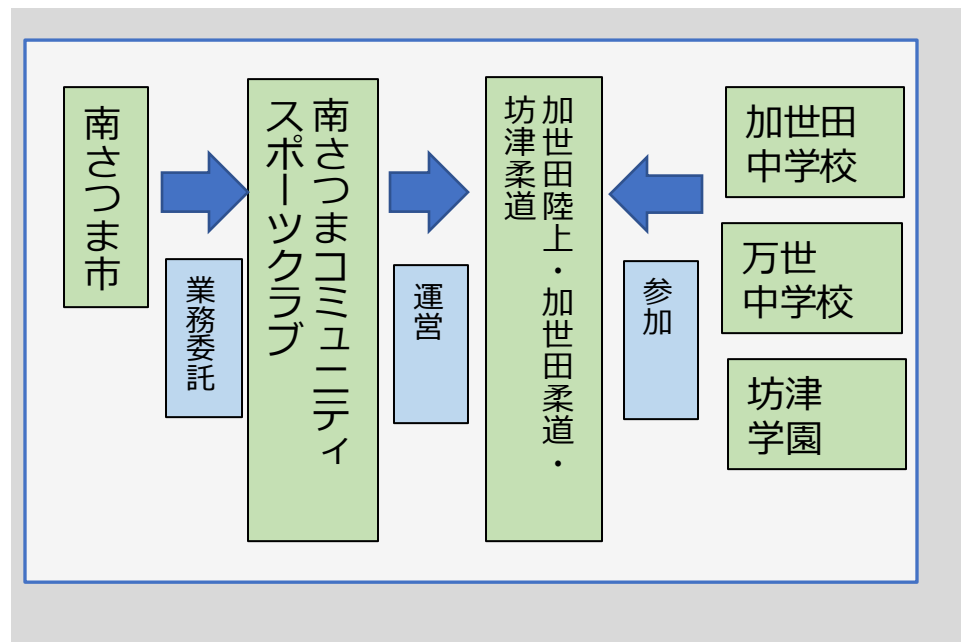 南さつま市
業務委託
南さつまコミュニティ
スポーツクラブ
運営
加世田陸上・加世田柔道・
坊津柔道
参加
加世田
中学校
万世
中学校
坊津
学園